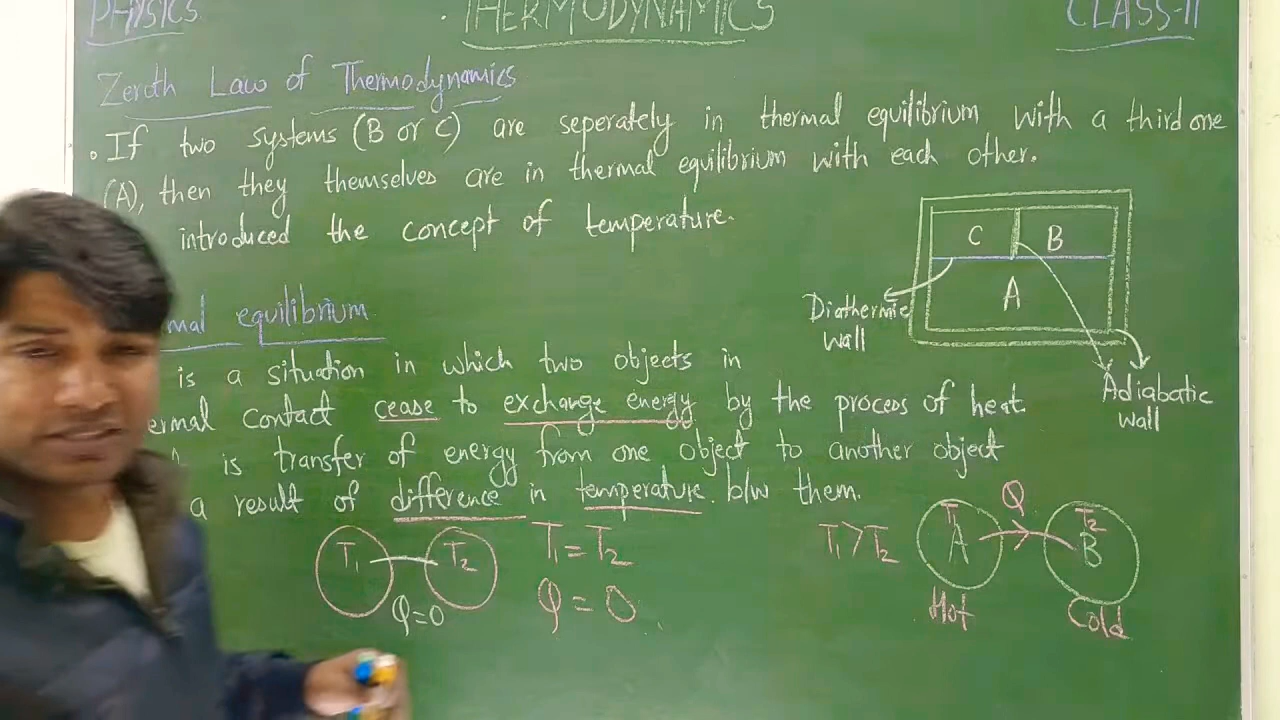 PHYSICS
THERMODYNAMICS
CLASS-11
Zeroth Law of Thermodynamics
• If two systems (B or C) are seperately in thermal equilibrium with a third one
(A), then they themselves are in thermal equilibrium with each other.
introduced the concept of temperature.
C
B
A
Diathermic
wall
Adiabatic
wall
mal equilibrium
is a situation in which two objects in
ermal contact cease to exchange energy by the process of heat.
is transfer of energy from one object to another object
a result of difference in temperature b/w them.
T₁
T₂
Q=0
T₁=T₂
Q=0
T₁>T₂
T₁
A
Q
T₂
B
Hot
Cold